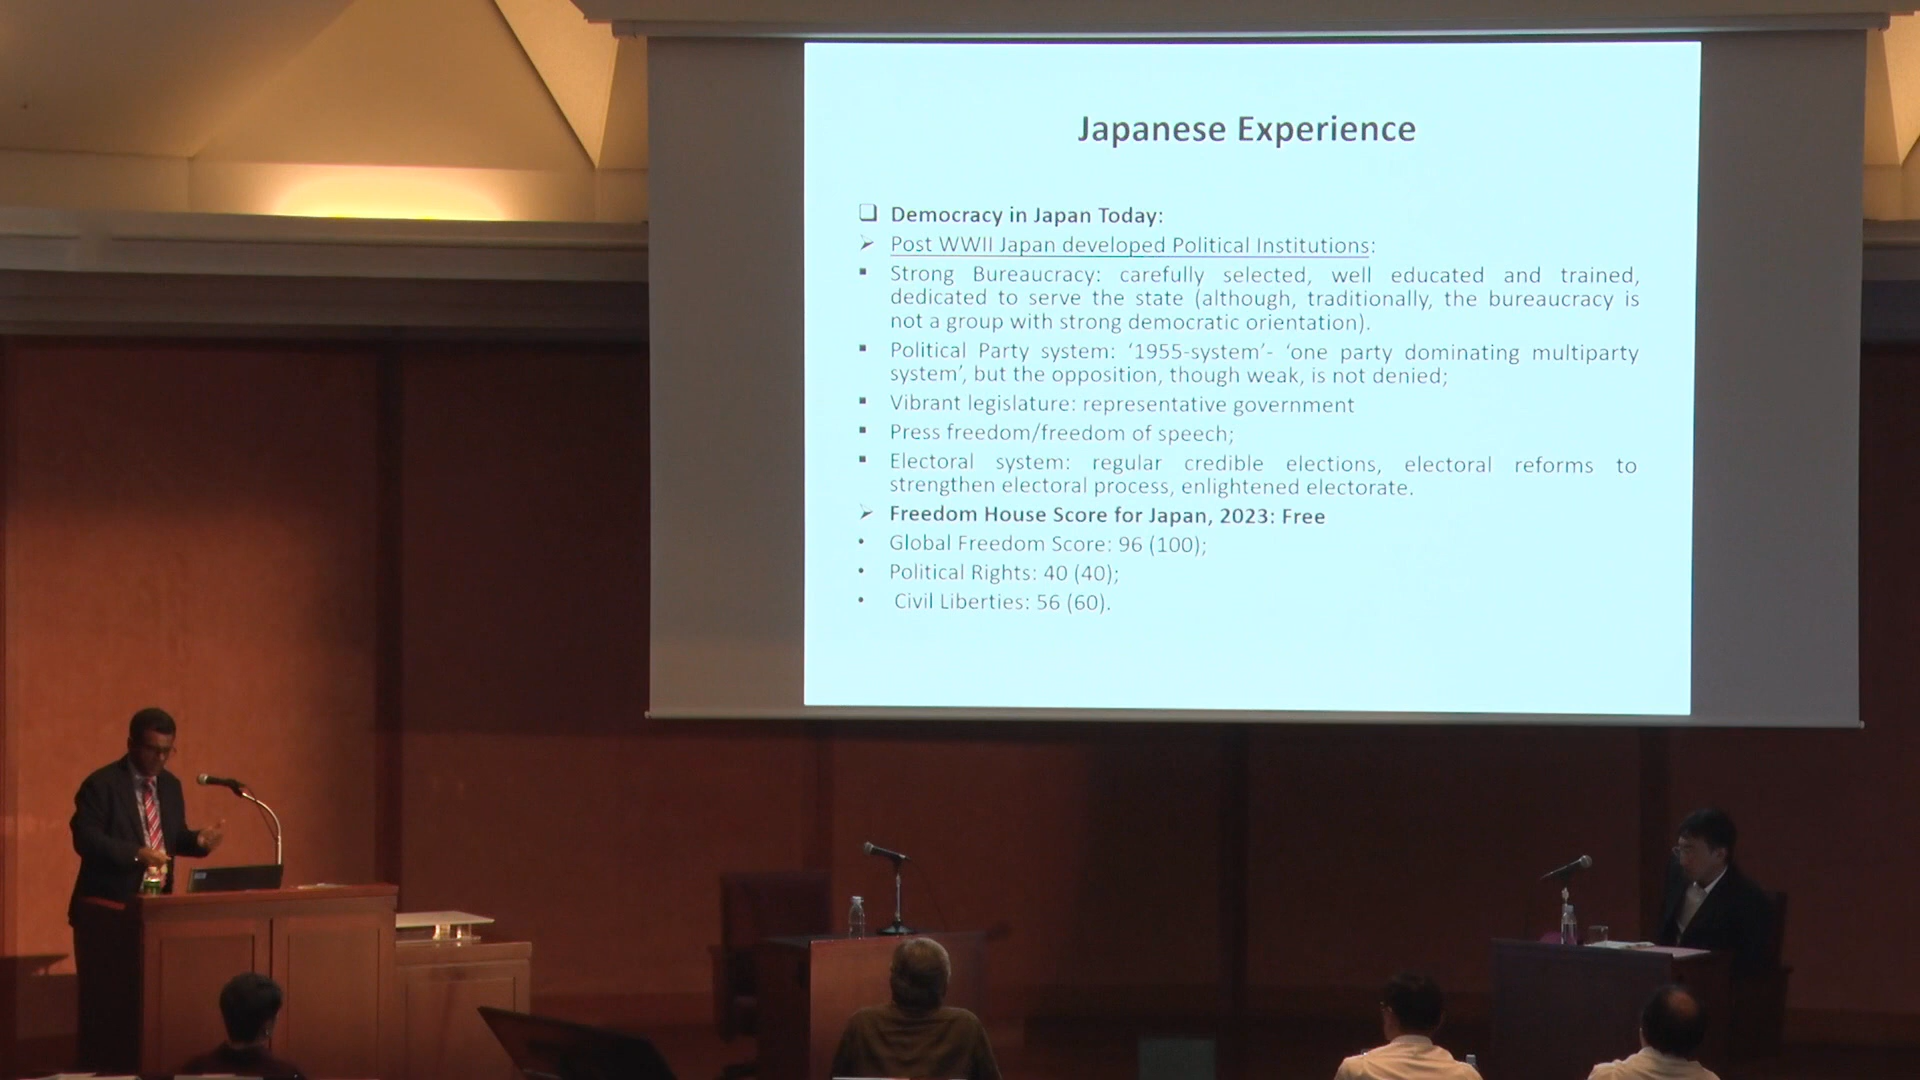 Japanese Experience
❑ Democracy in Japan Today:
➢ Post WWII Japan developed Political Institutions:
▪ Strong Bureaucracy: carefully selected, well educated and trained,
dedicated to serve the state (although, traditionally, the bureaucracy is
not a group with strong democratic orientation).
▪ Political Party system: ‘1955-system’- ‘one party dominating multiparty
system’, but the opposition, though weak, is not denied;
▪ Vibrant legislature: representative government
▪ Press freedom/freedom of speech;
▪ Electoral system: regular credible elections, electoral reforms to
strengthen electoral process, enlightened electorate.
➢ Freedom House Score for Japan, 2023: Free
• Global Freedom Score: 96 (100);
• Political Rights: 40 (40);
• Civil Liberties: 56 (60).